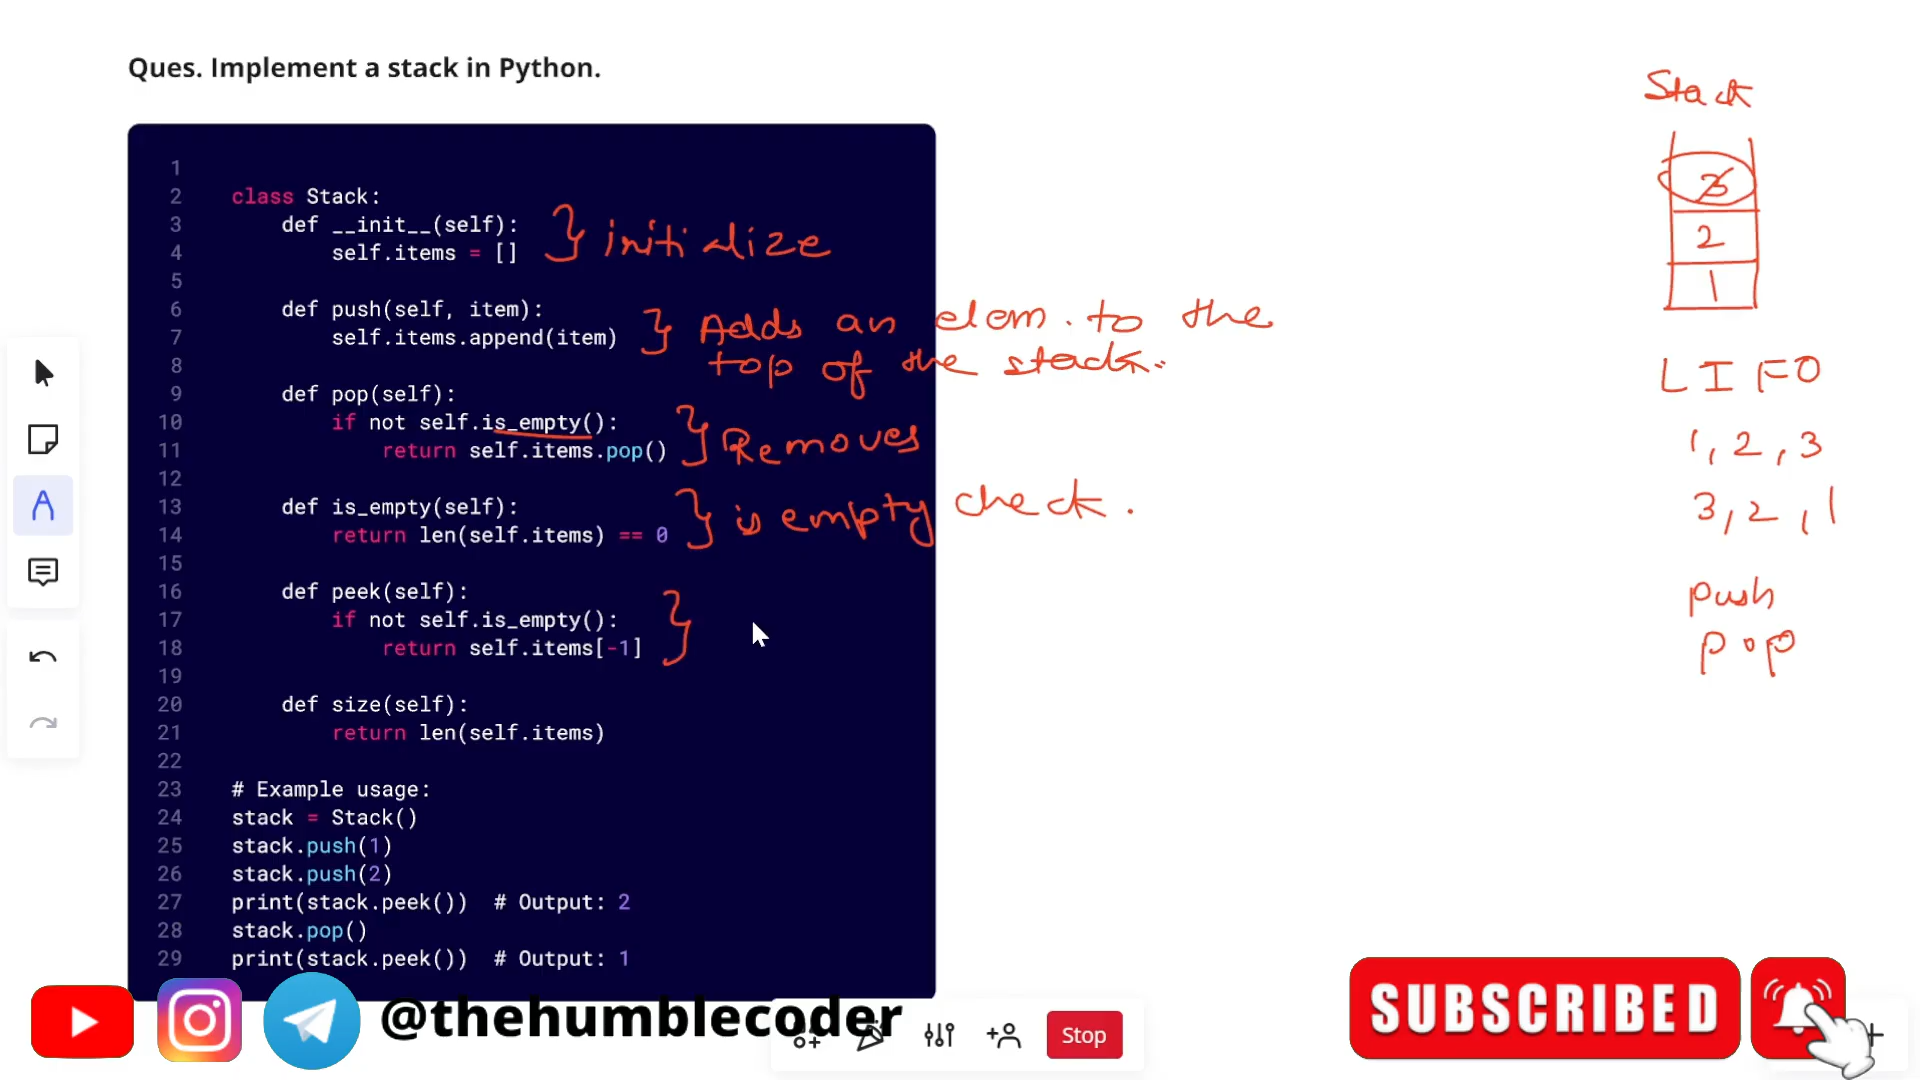 Ques. Implement a stack in Python.
1
2 class Stack:
3 def __init__(self):
4 self.items = []
} initialize
5
6 def push(self, item):
7 self.items.append(item)
} Adds an elem. to the
top of the stack.
8
9 def pop(self):
10 if not self.is_empty():
11 return self.items.pop()
} Removes
12
13 def is_empty(self):
14 return len(self.items) == 0
} is empty check.
15
16 def peek(self):
17 if not self.is_empty():
18 return self.items[-1]
}
19
20 def size(self):
21 return len(self.items)
22
23 # Example usage:
24 stack = Stack()
25 stack.push(1)
26 stack.push(2)
27 print(stack.peek()) # Output: 2
28 stack.pop()
29 print(stack.peek()) # Output: 1
Stack
3
2
1
LIFO
1, 2, 3
3, 2, 1
push
pop
@thehumblecoder
Stop
SUBSCRIBED